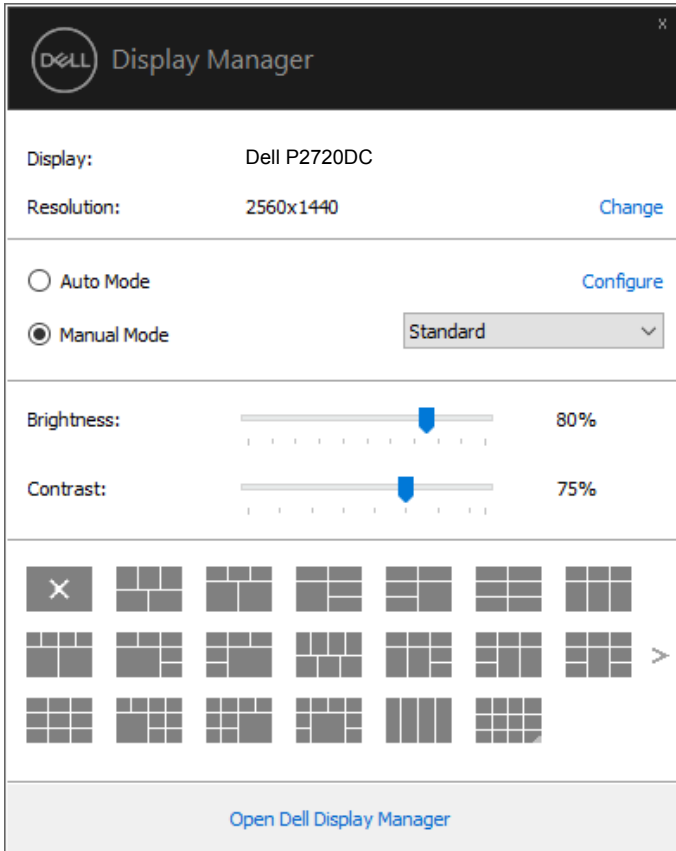 x
DELL Display Manager
Display: Dell P2720DC
Resolution: 2560x1440 Change
Auto Mode Configure
Manual Mode Standard
Brightness: 80%
Contrast: 75%
Open Dell Display Manager